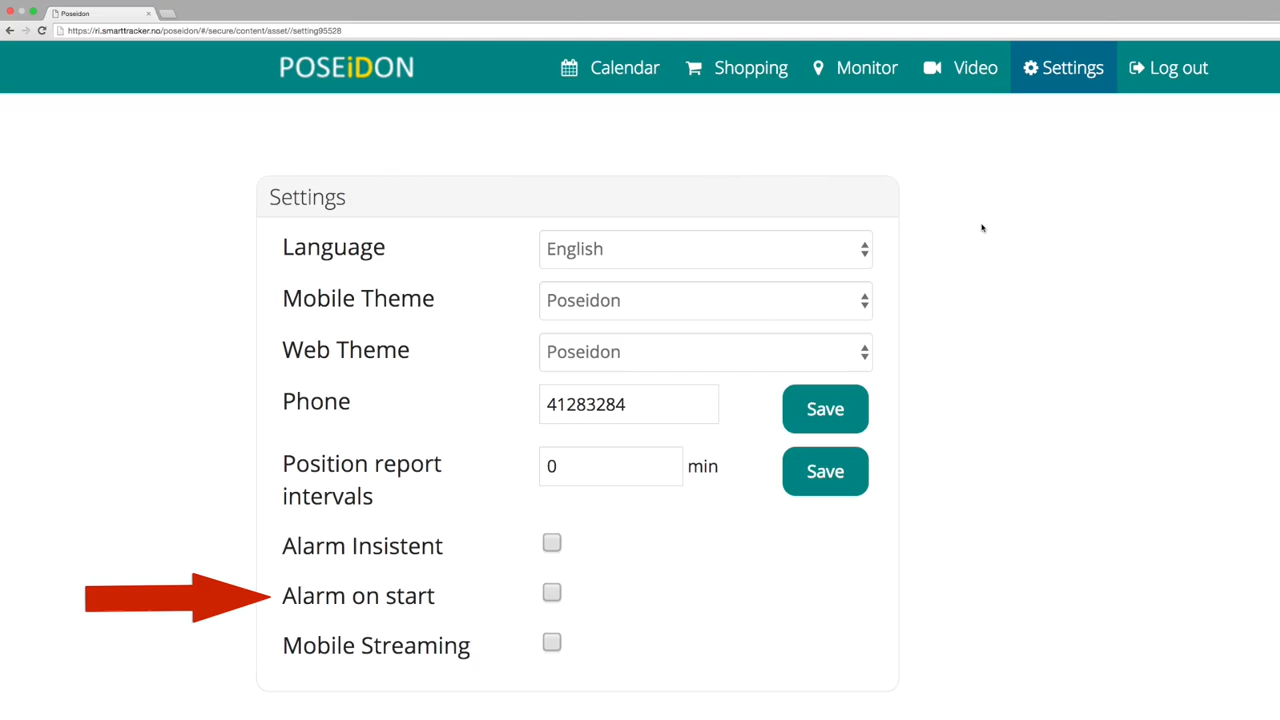 Poseidon
https://ri.smarttracker.no/poseidon/#/secure/content/asset//setting95528
POSEiDON Calendar Shopping Monitor Video Settings Log out
Settings
Language English
Mobile Theme Poseidon
Web Theme Poseidon
Phone 41283284 Save
Position report 0 min Save
intervals
Alarm Insistent
Alarm on start
Mobile Streaming